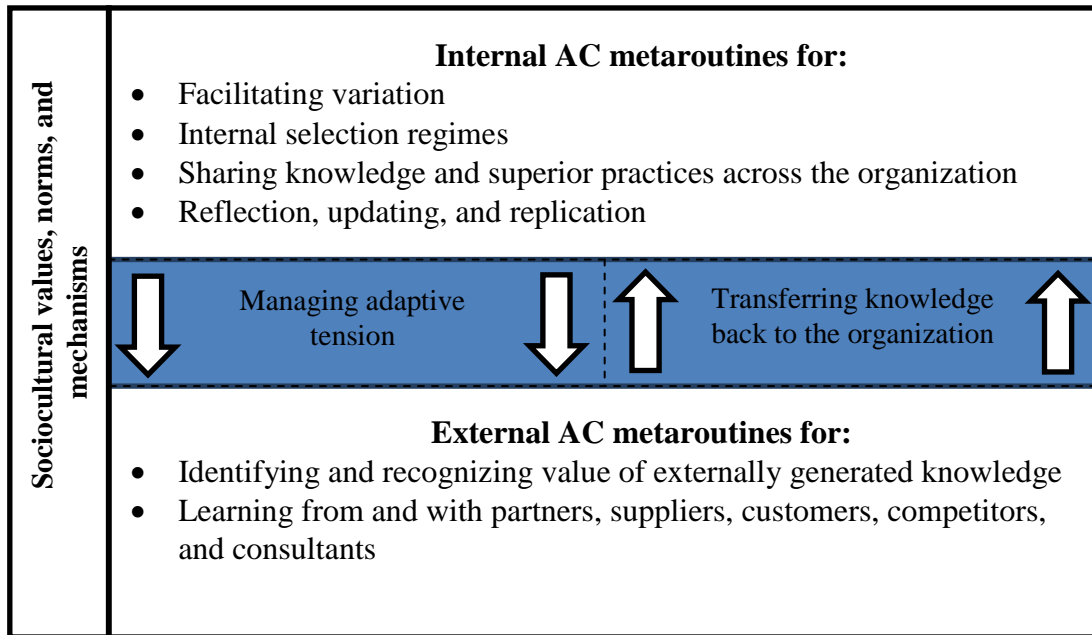 Sociocultural values, norms, and
mechanisms
Internal AC metaroutines for:
• Facilitating variation
• Internal selection regimes
• Sharing knowledge and superior practices across the organization
• Reflection, updating, and replication
Managing adaptive
tension
Transferring knowledge
back to the organization
External AC metaroutines for:
• Identifying and recognizing value of externally generated knowledge
• Learning from and with partners, suppliers, customers, competitors,
and consultants